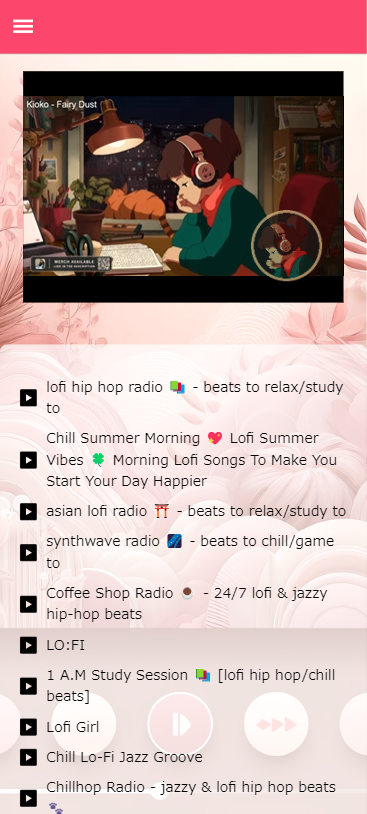 Kioko - Fairy Dust
MERCH AVAILABLE
LINK IN THE DESCRIPTION
lofi hip hop radio 📚 - beats to relax/study
to
Chill Summer Morning 💖 Lofi Summer
Vibes 🍀 Morning Lofi Songs To Make You
Start Your Day Happier
asian lofi radio ⛩️ - beats to relax/study to
synthwave radio 🌌 - beats to chill/game
to
Coffee Shop Radio ☕ - 24/7 lofi & jazzy
hip-hop beats
LO:FI
1 A.M Study Session 📚 [lofi hip hop/chill
beats]
Lofi Girl
Chill Lo-Fi Jazz Groove
Chillhop Radio - jazzy & lofi hip hop beats
🐾